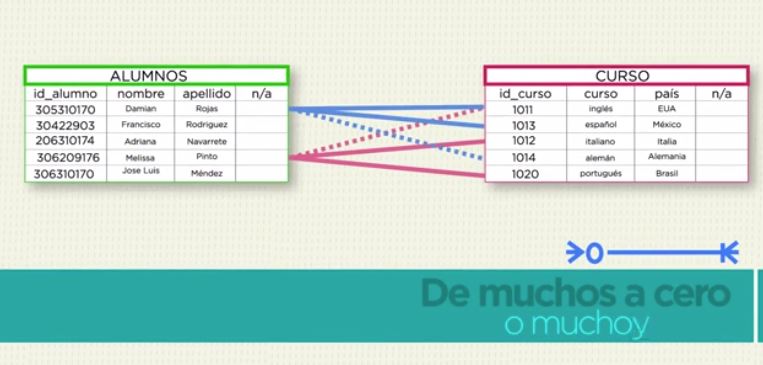 ALUMNOS
id_alumno nombre apellido n/a
305310170 Damian Rojas
30422903 Francisco Rodriguez
206310174 Adriana Navarrete
306209176 Melissa Pinto
306310170 Jose Luis Méndez
CURSO
id_curso curso país n/a
1011 inglés EUA
1013 español México
1012 italiano Italia
1014 alemán Alemania
1020 portugués Brasil
De muchos a cero
o muchoy